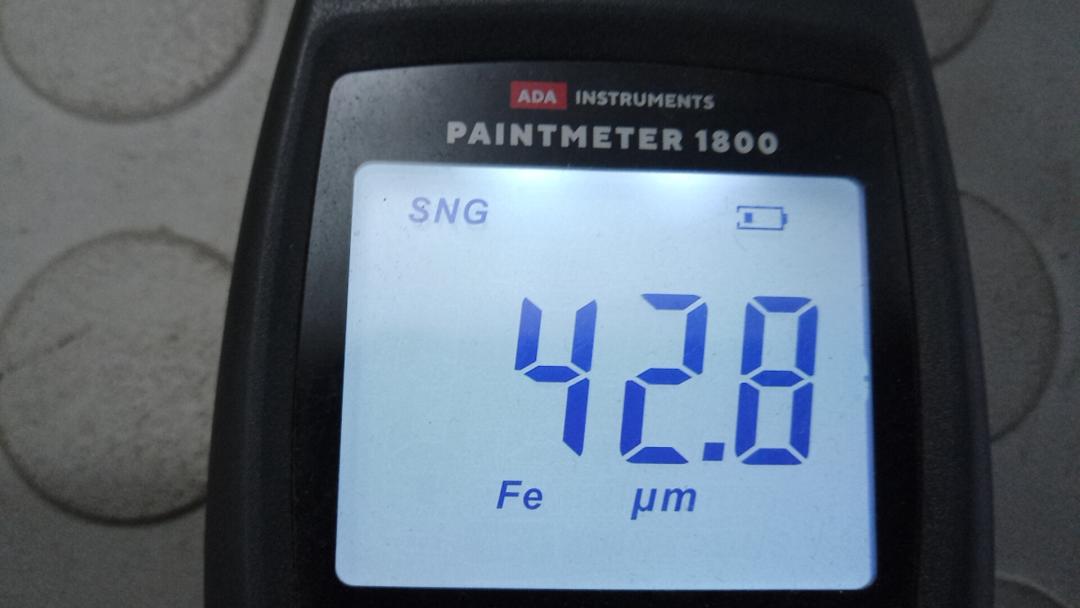 ADA INSTRUMENTS
PAINTMETER 1800
SNG
42.8
Fe µm